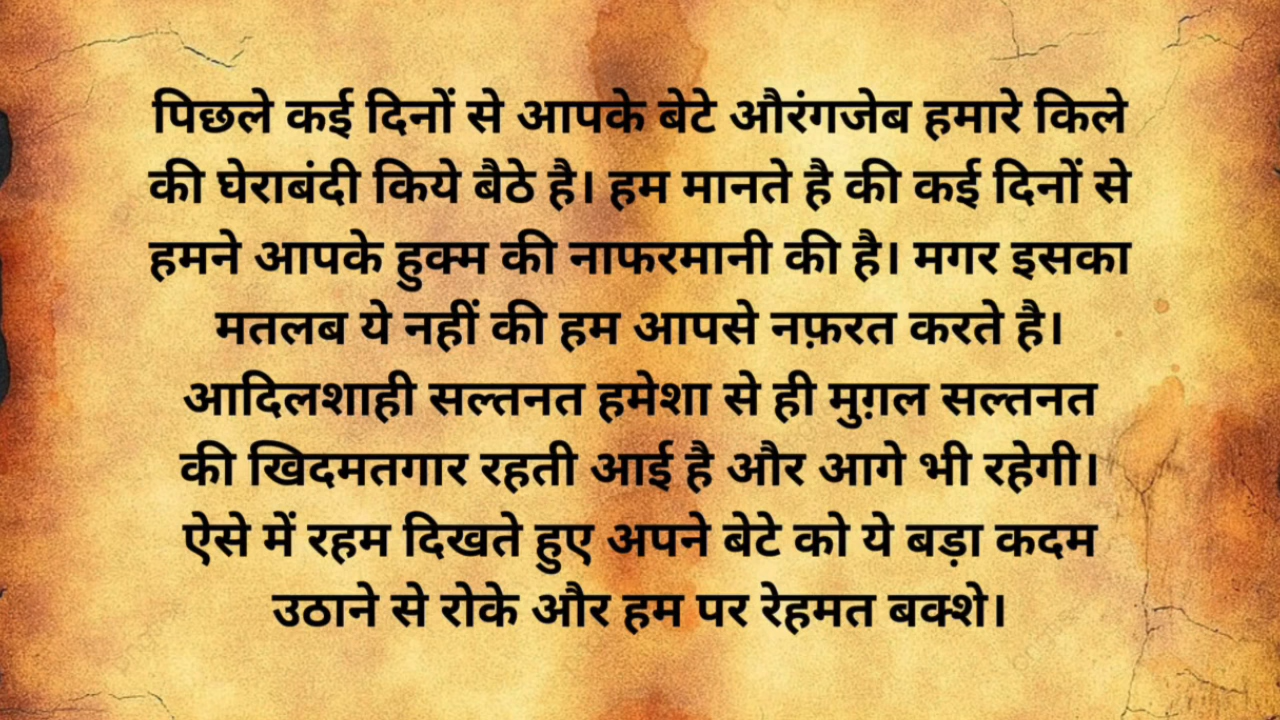 पिछले कई दिनों से आपके बेटे औरंगजेब हमारे किले
की घेराबंदी किये बैठे है। हम मानते है की कई दिनों से
हमने आपके हुक्म की नाफरमानी की है। मगर इसका
मतलब ये नहीं की हम आपसे नफ़रत करते है।
आदिलशाही सल्तनत हमेशा से ही मुग़ल सल्तनत
की खिदमतगार रहती आई है और आगे भी रहेगी।
ऐसे में रहम दिखते हुए अपने बेटे को ये बड़ा कदम
उठाने से रोके और हम पर रेहमत बक्शे।